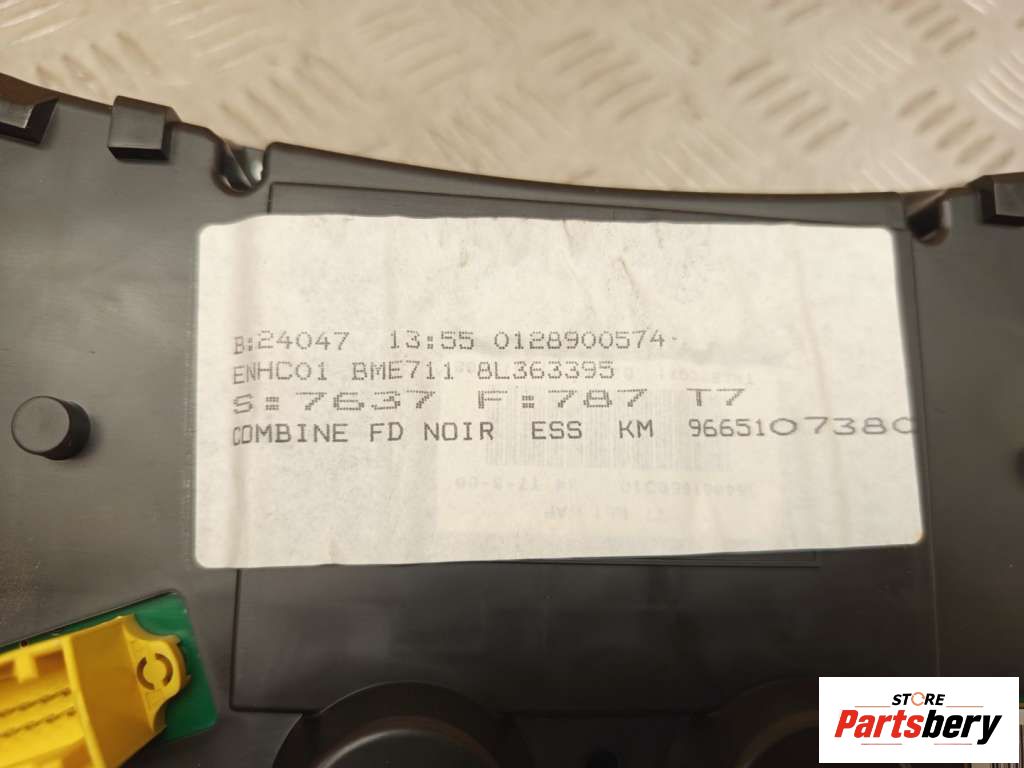 B:24047 13:55 0128900574-
ENHC01 BME711 8L363395
S:7637 F:787 T7
COMBINE FD NOIR ESS KM 9665107380
STORE
Partsbery